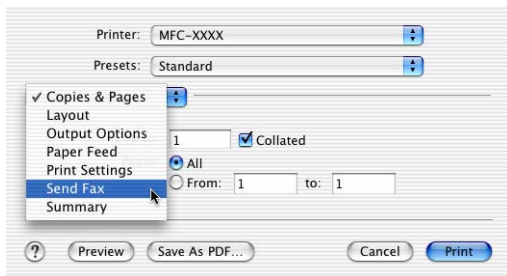 Printer: MFC-XXXX
Presets: Standard
✓ Copies & Pages
Layout
Output Options
1 Collated
Paper Feed
All
Print Settings
From: 1 to: 1
Send Fax
Summary
? Preview Save As PDF... Cancel Print